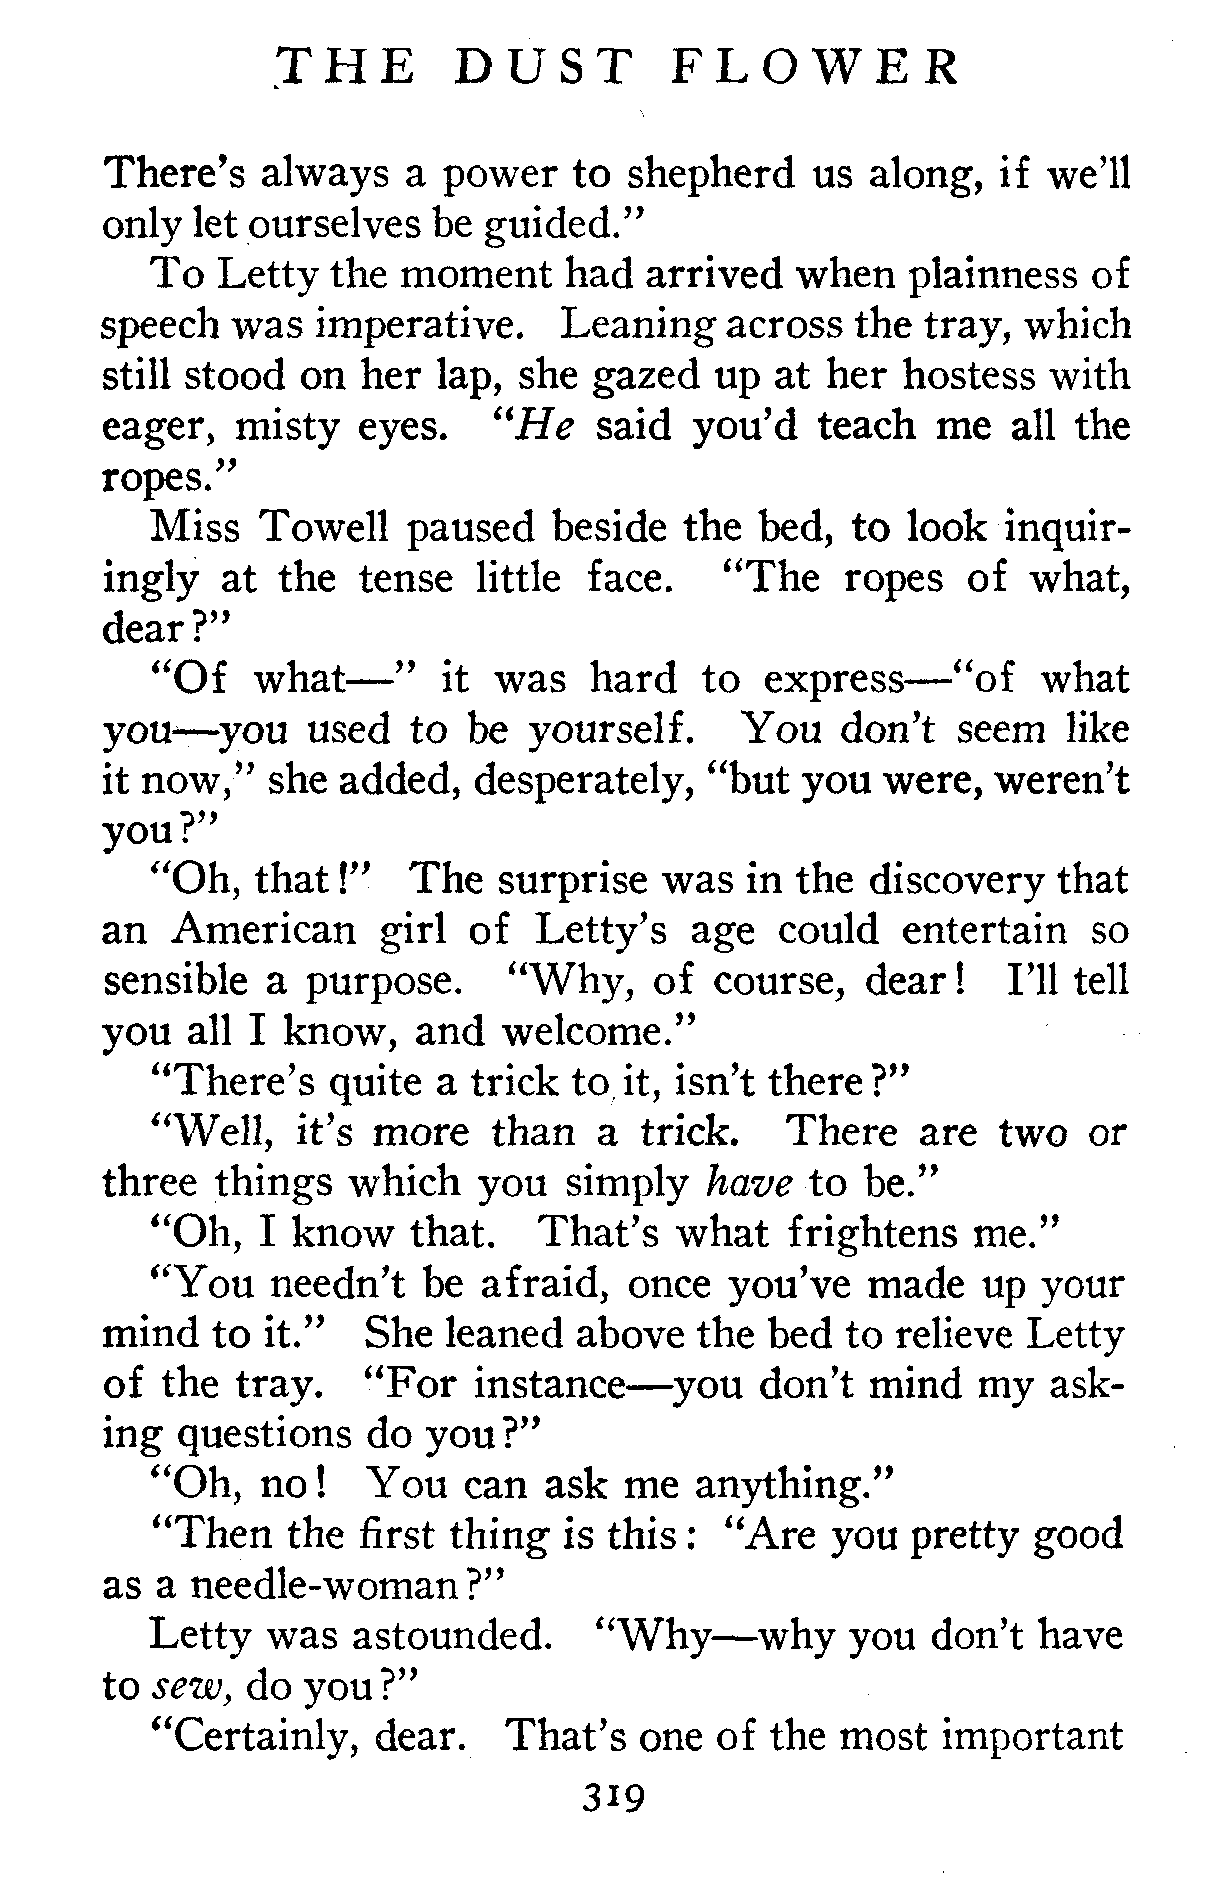 THE DUST FLOWER
There's always a power to shepherd us along, if we'll
only let ourselves be guided."
To Letty the moment had arrived when plainness of
speech was imperative. Leaning across the tray, which
still stood on her lap, she gazed up at her hostess with
eager, misty eyes. "He said you'd teach me all the
ropes."
Miss Towell paused beside the bed, to look inquir-
ingly at the tense little face. "The ropes of what,
dear?"
"Of what—" it was hard to express—"of what
you—you used to be yourself. You don't seem like
it now," she added, desperately, "but you were, weren't
you?"
"Oh, that!" The surprise was in the discovery that
an American girl of Letty's age could entertain so
sensible a purpose. "Why, of course, dear! I'll tell
you all I know, and welcome."
"There's quite a trick to it, isn't there?"
"Well, it's more than a trick. There are two or
three things which you simply have to be."
"Oh, I know that. That's what frightens me."
"You needn't be afraid, once you've made up your
mind to it." She leaned above the bed to relieve Letty
of the tray. "For instance—you don't mind my ask-
ing questions do you?"
"Oh, no! You can ask me anything."
"Then the first thing is this: "Are you pretty good
as a needle-woman?"
Letty was astounded. "Why—why you don't have
to sew, do you?"
"Certainly, dear. That's one of the most important
319